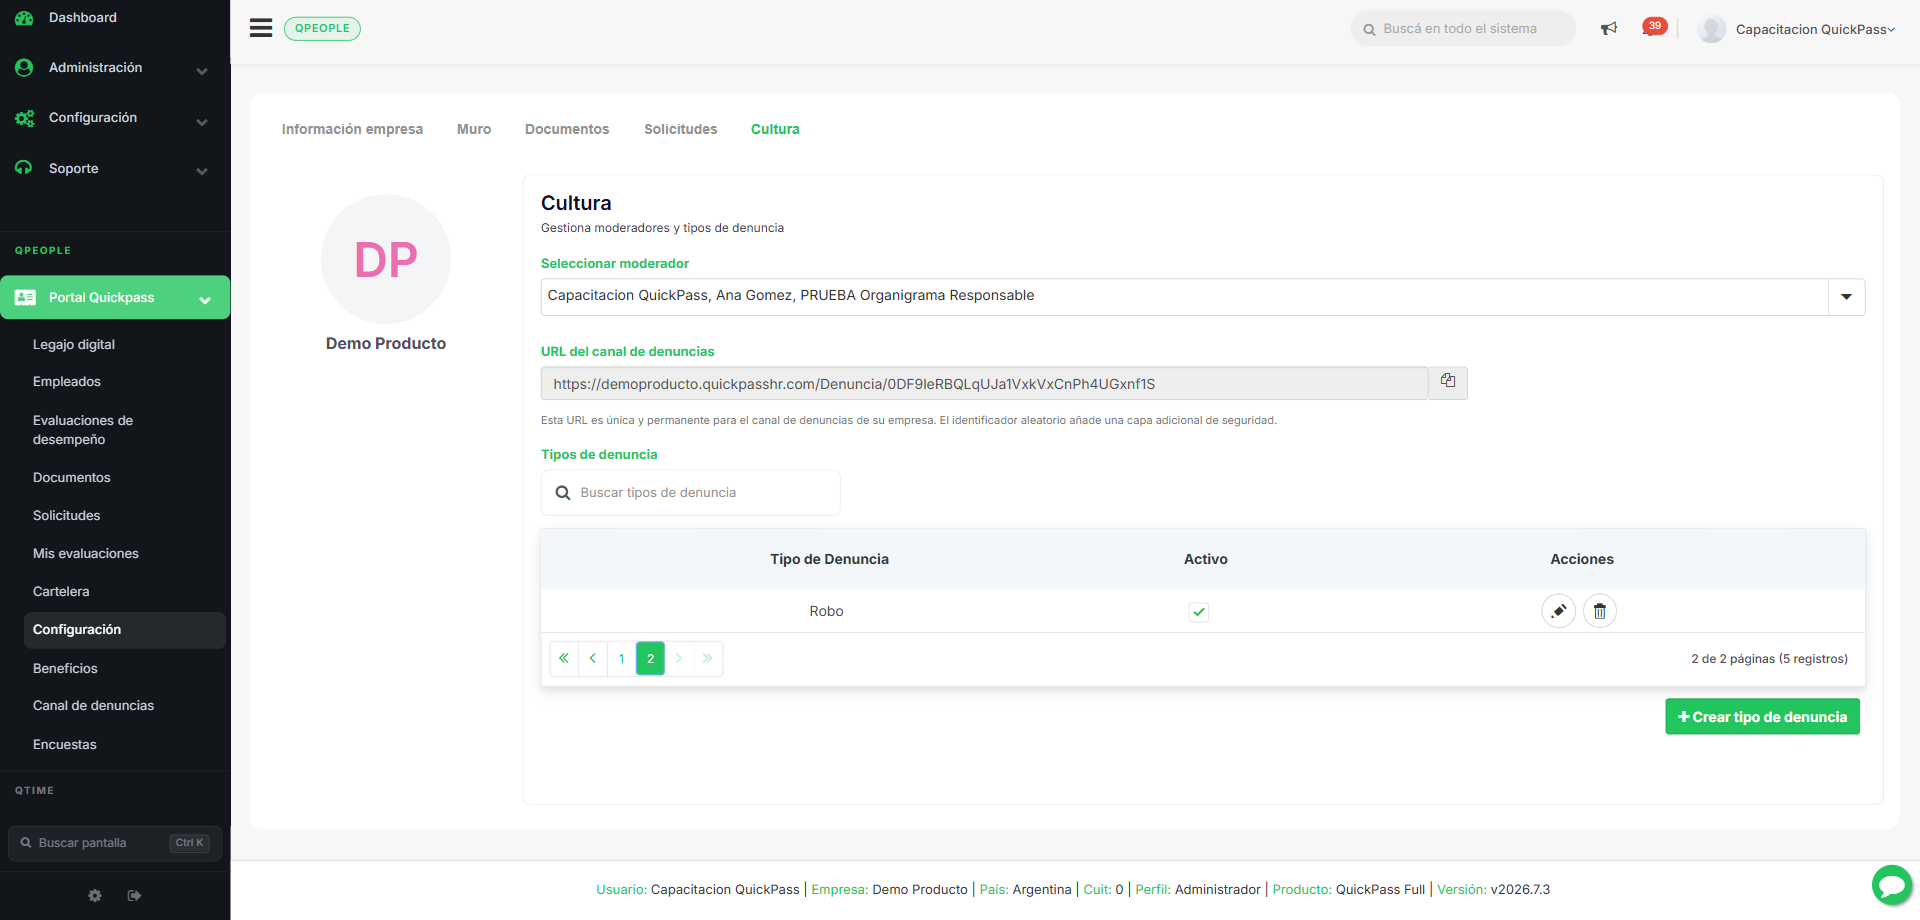 Dashboard
Administración
Configuración
Soporte
QPEOPLE
Portal Quickpass
Legajo digital
Empleados
Evaluaciones de
desempeño
Documentos
Solicitudes
Mis evaluaciones
Cartelera
Configuración
Beneficios
Canal de denuncias
Encuestas
QTIME
Buscar pantalla Ctrl K
QPEOPLE
Buscá en todo el sistema
39
Capacitacion QuickPass
Información empresa Muro Documentos Solicitudes Cultura
DP
Demo Producto
Cultura
Gestiona moderadores y tipos de denuncia
Seleccionar moderador
Capacitacion QuickPass, Ana Gomez, PRUEBA Organigrama Responsable
URL del canal de denuncias
https://demoproducto.quickpasshr.com/Denuncia/0DF9IeRBQLqUJa1VxkVxCnPh4UGxnf1S
Esta URL es única y permanente para el canal de denuncias de su empresa. El identificador aleatorio añade una capa adicional de seguridad.
Tipos de denuncia
Buscar tipos de denuncia
Tipo de Denuncia Activo Acciones
Robo
1 2
2 de 2 páginas (5 registros)
Crear tipo de denuncia
Usuario: Capacitacion QuickPass | Empresa: Demo Producto | País: Argentina | Cuit: 0 | Perfil: Administrador | Producto: QuickPass Full | Versión: v2026.7.3